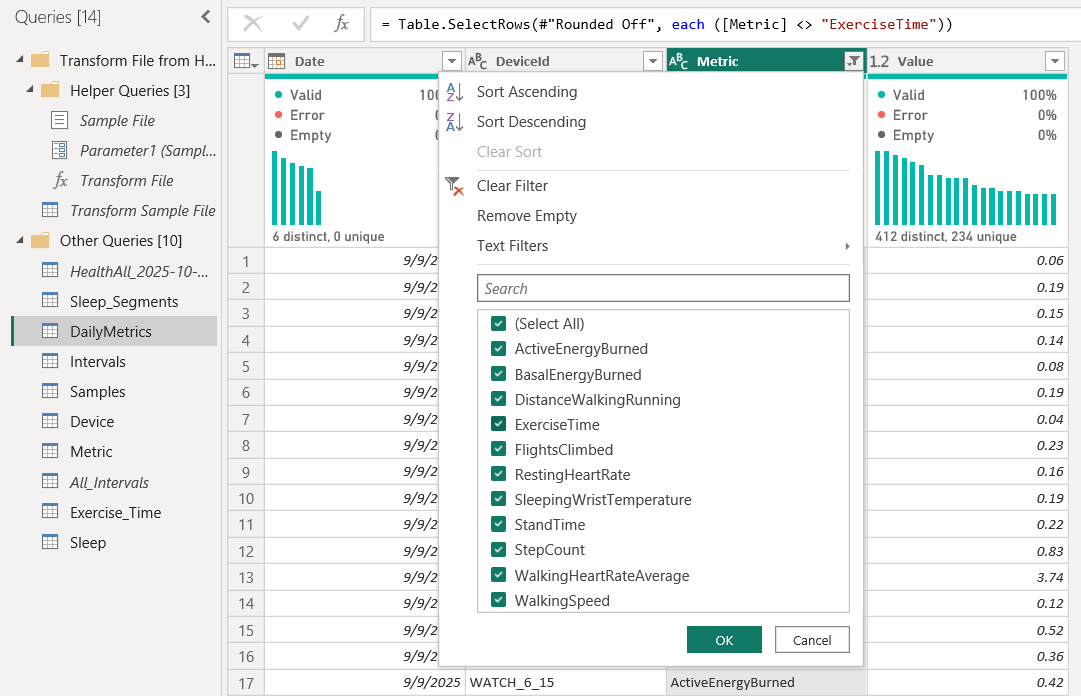 Queries [14]
= Table.SelectRows(#"Rounded Off", each ([Metric] <> "ExerciseTime"))
Transform File from H...
Helper Queries [3]
Sample File
Parameter1 (Sampl...
Transform File
Transform Sample File
Other Queries [10]
HealthAll_2025-10-...
Sleep_Segments
DailyMetrics
Intervals
Samples
Device
Metric
All_Intervals
Exercise_Time
Sleep
Date
ABC DeviceId
ABC Metric
1.2 Value
Valid
Error
Empty
6 distinct, 0 unique
Valid 100%
Error 0%
Empty 0%
412 distinct, 234 unique
Sort Ascending
Sort Descending
Clear Sort
Clear Filter
Remove Empty
Text Filters
Search
(Select All)
ActiveEnergyBurned
BasalEnergyBurned
DistanceWalkingRunning
ExerciseTime
FlightsClimbed
RestingHeartRate
SleepingWristTemperature
StandTime
StepCount
WalkingHeartRateAverage
WalkingSpeed
OK
Cancel
1 9/9/2 0.06
2 9/9/2 0.19
3 9/9/2 0.15
4 9/9/2 0.14
5 9/9/2 0.08
6 9/9/2 0.19
7 9/9/2 0.04
8 9/9/2 0.23
9 9/9/2 0.16
10 9/9/2 0.19
11 9/9/2 0.22
12 9/9/2 0.83
13 9/9/2 3.74
14 9/9/2 0.12
15 9/9/2 0.52
16 9/9/2 0.36
17 9/9/2025 WATCH_6_15 ActiveEnergyBurned 0.42